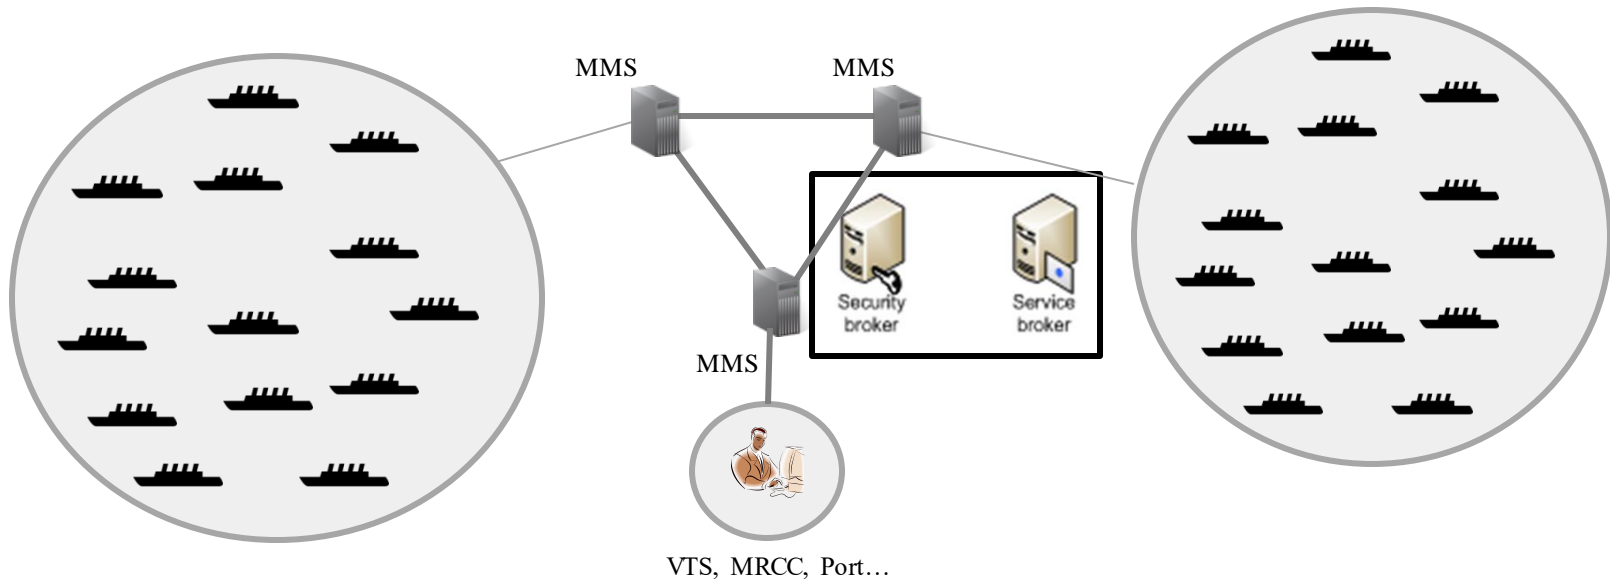 MMS
MMS
Security
broker
Service
broker
MMS
VTS, MRCC, Port…